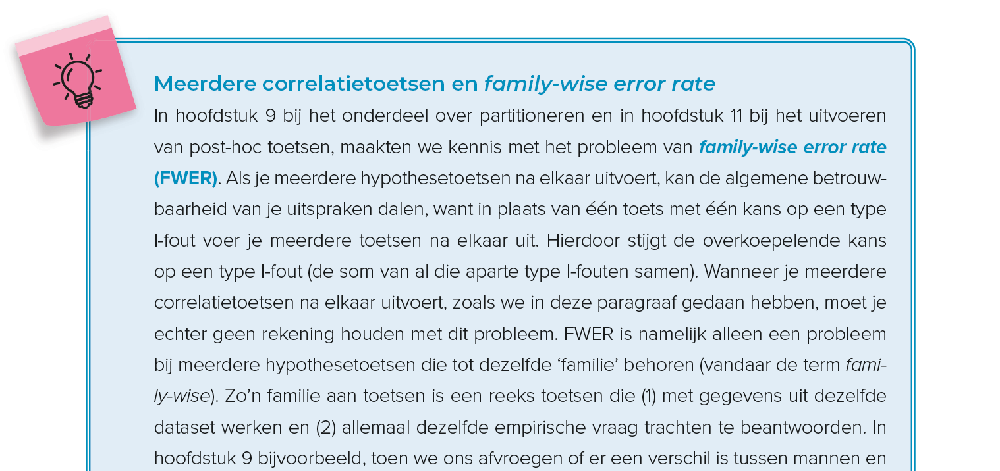 Meerdere correlatietoetsen en family-wise error rate
In hoofdstuk 9 bij het onderdeel over partitioneren en in hoofdstuk 11 bij het uitvoeren
van post-hoc toetsen, maakten we kennis met het probleem van family-wise error rate
(FWER). Als je meerdere hypothesetoetsen na elkaar uitvoert, kan de algemene betrouw-
baarheid van je uitspraken dalen, want in plaats van één toets met één kans op een type
I-fout voer je meerdere toetsen na elkaar uit. Hierdoor stijgt de overkoepelende kans
op een type I-fout (de som van al die aparte type I-fouten samen). Wanneer je meerdere
correlatietoetsen na elkaar uitvoert, zoals we in deze paragraaf gedaan hebben, moet je
echter geen rekening houden met dit probleem. FWER is namelijk alleen een probleem
bij meerdere hypothesetoetsen die tot dezelfde ‘familie’ behoren (vandaar de term fami-
ly-wise). Zo’n familie aan toetsen is een reeks toetsen die (1) met gegevens uit dezelfde
dataset werken en (2) allemaal dezelfde empirische vraag trachten te beantwoorden. In
hoofdstuk 9 bijvoorbeeld, toen we ons afvroegen of er een verschil is tussen mannen en